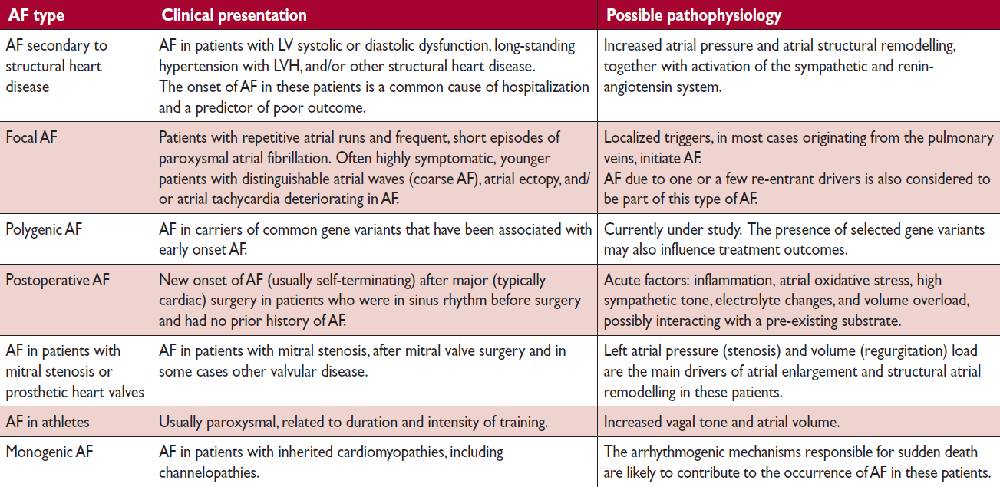 AF type
Clinical presentation
Possible pathophysiology
AF secondary to
structural heart
disease
AF in patients with LV systolic or diastolic dysfunction, long-standing
hypertension with LVH, and/or other structural heart disease.
The onset of AF in these patients is a common cause of hospitalization
and a predictor of poor outcome.
Increased atrial pressure and atrial structural remodelling,
together with activation of the sympathetic and renin-
angiotensin system.
Focal AF
Patients with repetitive atrial runs and frequent, short episodes of
paroxysmal atrial fibrillation. Often highly symptomatic, younger
patients with distinguishable atrial waves (coarse AF), atrial ectopy, and/
or atrial tachycardia deteriorating in AF.
Localized triggers, in most cases originating from the pulmonary
veins, initiate AF.
AF due to one or a few re-entrant drivers is also considered to
be part of this type of AF.
Polygenic AF
AF in carriers of common gene variants that have been associated with
early onset AF.
Currently under study. The presence of selected gene variants
may also influence treatment outcomes.
Postoperative AF
New onset of AF (usually self-terminating) after major (typically
cardiac) surgery in patients who were in sinus rhythm before surgery
and had no prior history of AF.
Acute factors: inflammation, atrial oxidative stress, high
sympathetic tone, electrolyte changes, and volume overload,
possibly interacting with a pre-existing substrate.
AF in patients with
mitral stenosis or
prosthetic heart valves
AF in patients with mitral stenosis, after mitral valve surgery and in
some cases other valvular disease.
Left atrial pressure (stenosis) and volume (regurgitation) load
are the main drivers of atrial enlargement and structural atrial
remodelling in these patients.
AF in athletes
Usually paroxysmal, related to duration and intensity of training.
Increased vagal tone and atrial volume.
Monogenic AF
AF in patients with inherited cardiomyopathies, including
channelopathies.
The arrhythmogenic mechanisms responsible for sudden death
are likely to contribute to the occurrence of AF in these patients.